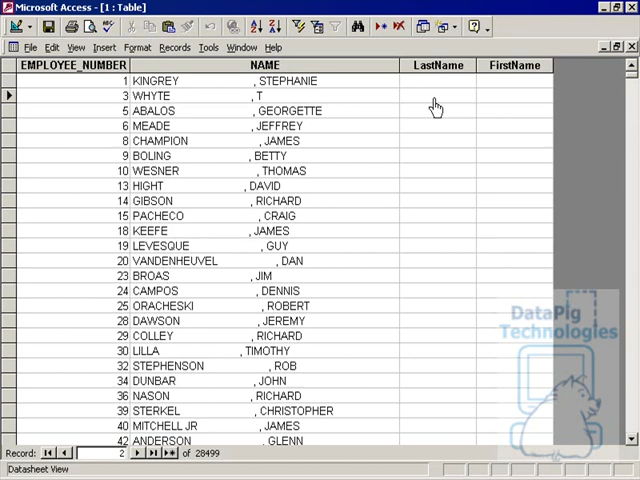 Microsoft Access - [1 : Table]
File Edit View Insert Format Records Tools Window Help
EMPLOYEE_NUMBER NAME LastName FirstName
1 KINGREY , STEPHANIE
3 WHYTE , T
5 ABALOS , GEORGETTE
6 MEADE , JEFFREY
8 CHAMPION , JAMES
9 BOLING , BETTY
10 WESNER , THOMAS
13 HIGHT , DAVID
14 GIBSON , RICHARD
15 PACHECO , CRAIG
18 KEEFE , JAMES
19 LEVESQUE , GUY
20 VANDENHEUVEL , DAN
23 BROAS , JIM
24 CAMPOS , DENNIS
25 ORACHESKI , ROBERT
28 DAWSON , JEREMY
29 COLLEY , RICHARD
30 LILLA , TIMOTHY
32 STEPHENSON , ROB
34 DUNBAR , JOHN
36 NASON , RICHARD
39 STERKEL , CHRISTOPHER
40 MITCHELL JR , JAMES
42 ANDERSON , GLENN
DataPig
Technologies
Record: 2 of 28499
Datasheet View